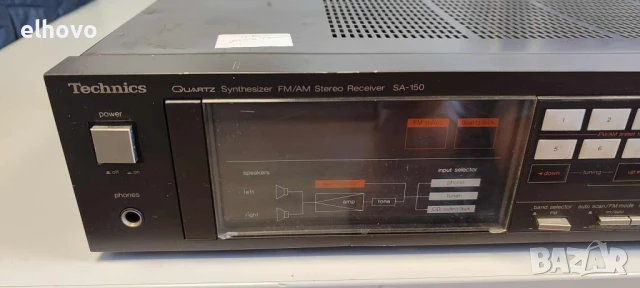 elhovo
Technics
QUARTZ Synthesizer FM/AM Stereo Receiver SA-150
power
off on
phones
speakers
left
right
amp
tone
input selector
phono
tuner
1 2
5 6
down tuning up
band selector
auto scan/FM mode
BAZAR